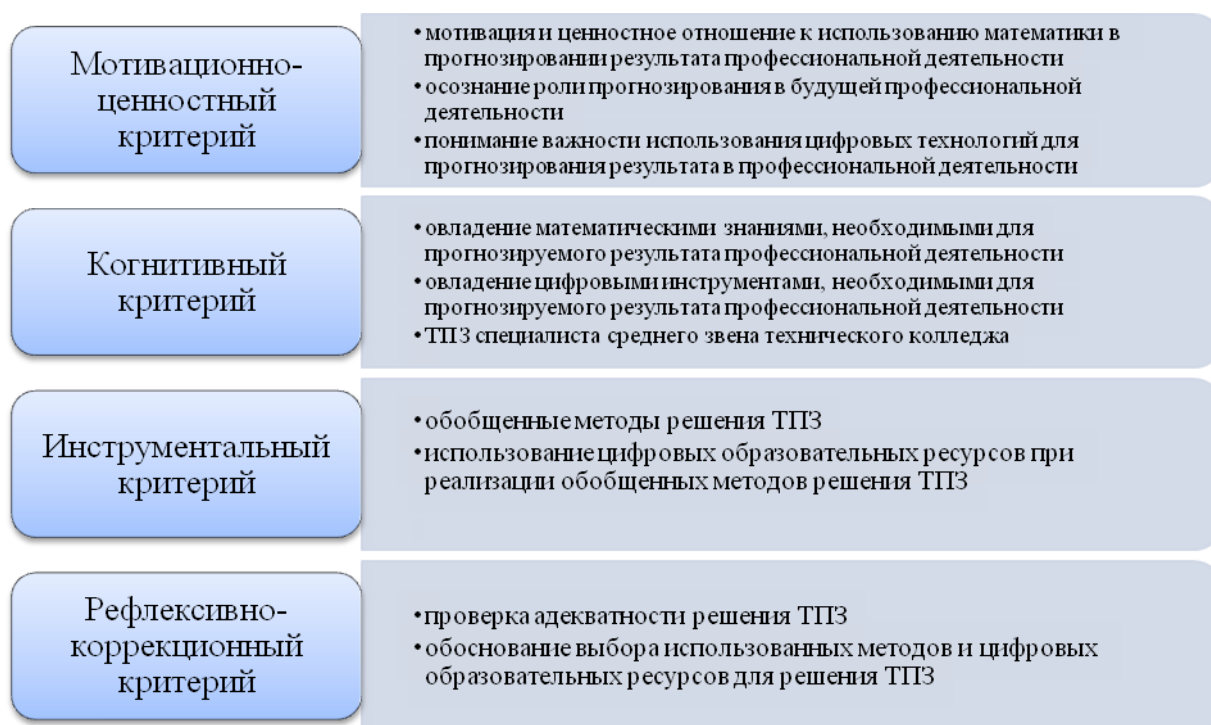 Мотивационно-
ценностный
критерий
•мотивация и ценностное отношение к использованию математики в
прогнозировании результата профессиональной деятельности
•осознание роли прогнозирования в будущей профессиональной
деятельности
•понимание важности использования цифровых технологий для
прогнозирования результата в профессиональной деятельности
Когнитивный
критерий
•овладение математическими знаниями, необходимыми для
прогнозируемого результата профессиональной деятельности
•овладение цифровыми инструментами, необходимыми для
прогнозируемого результата профессиональной деятельности
•ТПЗ специалиста среднего звена технического колледжа
Инструментальный
критерий
•обобщенные методы решения ТПЗ
•использование цифровых образовательных ресурсов при
реализации обобщенных методов решения ТПЗ
Рефлексивно-
коррекционный
критерий
•проверка адекватности решения ТПЗ
•обоснование выбора использованных методов и цифровых
образовательных ресурсов для решения ТПЗ